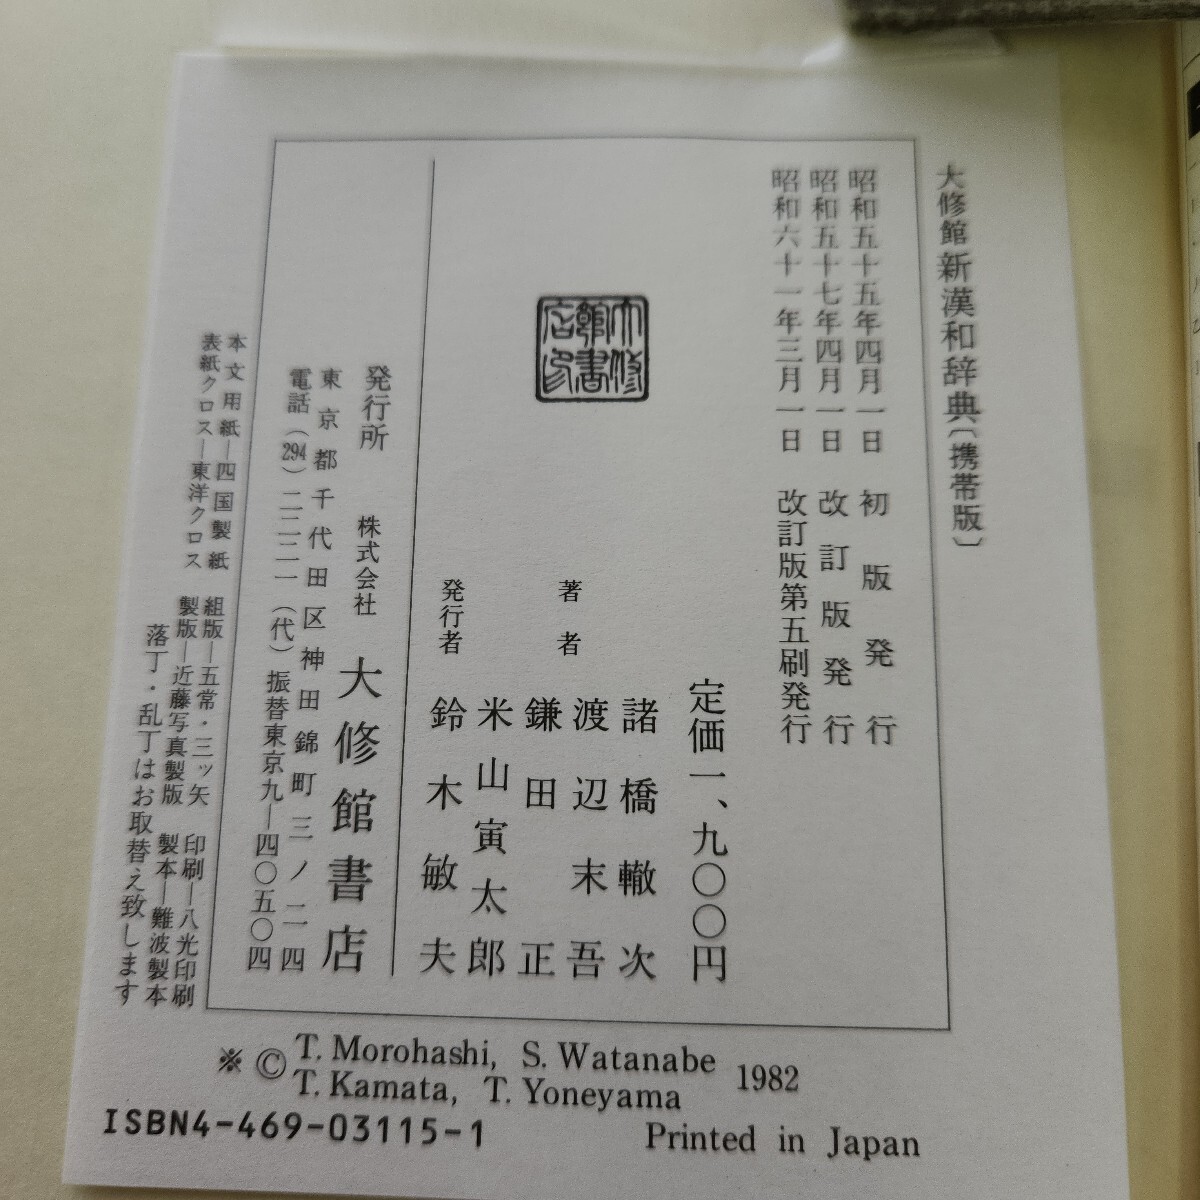 大修館 新漢和辞典〔携帯版〕
昭和五十五年四月一日 初版発行
昭和五十七年四月一日 改訂版発行
昭和六十一年三月一日 改訂版第五刷発行
定価一、九〇〇円
大修館書店印
著者
諸橋轍次
渡辺末吾
鎌田正
米山寅太郎
発行者 鈴木敏夫
発行所 株式会社 大修館書店
東京都千代田区神田錦町三ノ二四
電話（294）二二二一（代）振替東京九―四〇五〇四
本文用紙―四国製紙 組版―五常・三ッ矢 印刷―八光印刷
表紙クロス―東洋クロス 製版―近藤写真製版 製本―難波製本
落丁・乱丁はお取替え致します
※ © T. Morohashi, S. Watanabe
T. Kamata, T. Yoneyama 1982
ISBN4-469-03115-1
Printed in Japan